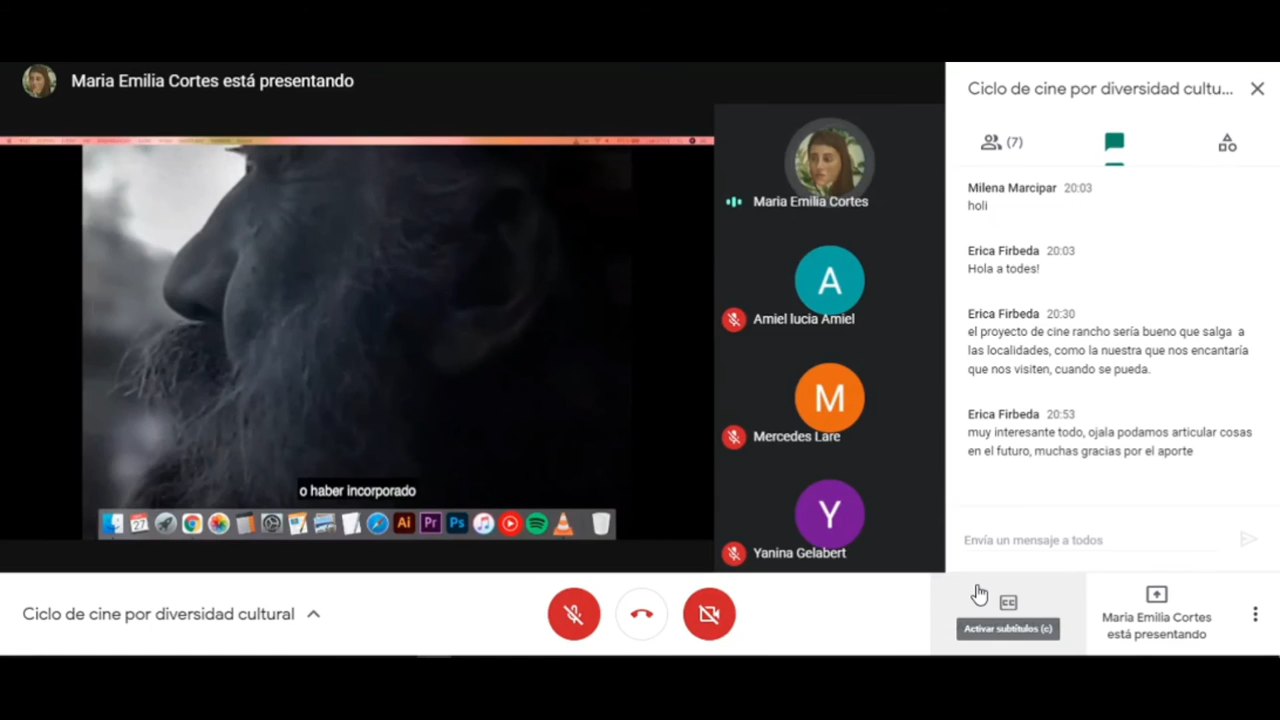 Maria Emilia Cortes está presentando
o haber incorporado
27
Ai
Pr
Ps
Maria Emilia Cortes
A
Amiel lucia Amiel
M
Mercedes Lare
Y
Yanina Gelabert
Ciclo de cine por diversidad cultu...
(7)
Milena Marcipar 20:03
holi
Erica Firbeda 20:03
Hola a todes!
Erica Firbeda 20:30
el proyecto de cine rancho sería bueno que salga a
las localidades, como la nuestra que nos encantaría
que nos visiten, cuando se pueda.
Erica Firbeda 20:53
muy interesante todo, ojala podamos articular cosas
en el futuro, muchas gracias por el aporte
Envía un mensaje a todos
Ciclo de cine por diversidad cultural
CC
Activar subtítulos (c)
Maria Emilia Cortes
está presentando